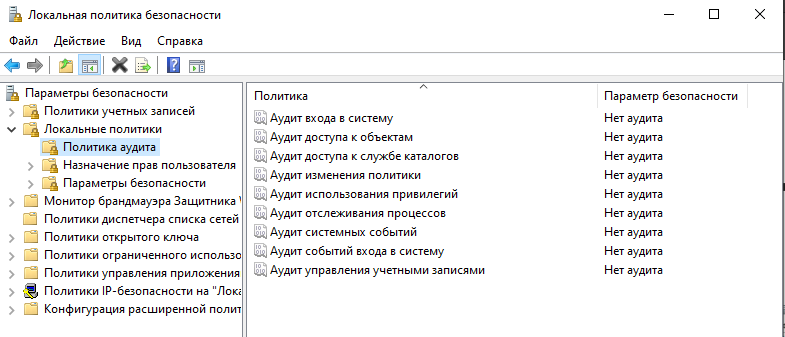 Локальная политика безопасности
Файл Действие Вид Справка
Параметры безопасности
Политики учетных записей
Локальные политики
Политика аудита
Назначение прав пользователя
Параметры безопасности
Монитор брандмауэра Защитника
Политики диспетчера списка сетей
Политики открытого ключа
Политики ограниченного использо
Политики управления приложения
Политики IP-безопасности на "Лока
Конфигурация расширенной полит
Политика Параметр безопасности
Аудит входа в систему Нет аудита
Аудит доступа к объектам Нет аудита
Аудит доступа к службе каталогов Нет аудита
Аудит изменения политики Нет аудита
Аудит использования привилегий Нет аудита
Аудит отслеживания процессов Нет аудита
Аудит системных событий Нет аудита
Аудит событий входа в систему Нет аудита
Аудит управления учетными записями Нет аудита